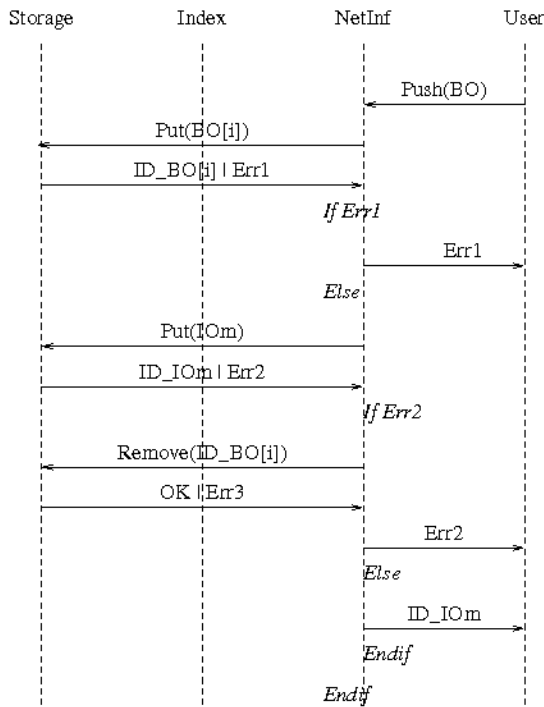 Storage Index NetInf User
Push(BO)
Put(BO[i])
ID_BO[i] | Err1
If Err1
Err1
Else
Put(IOm)
ID_IOm | Err2
If Err2
Remove(ID_BO[i])
OK | Err3
Err2
Else
ID_IOm
Endif
Endif